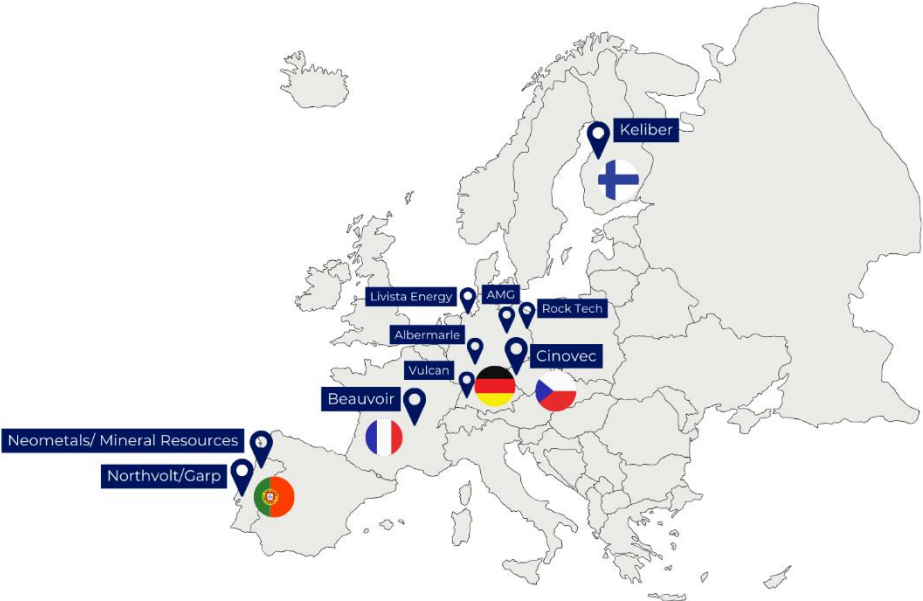 Keliber
Livista Energy
AMG
Rock Tech
Albermarle
Cinovec
Vulcan
Beauvoir
Neometals/ Mineral Resources
Northvolt/Garp